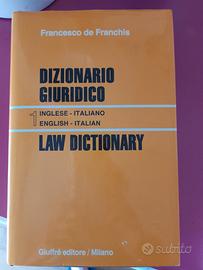 Francesco de Franchis
DIZIONARIO
GIURIDICO
1
INGLESE - ITALIANO
ENGLISH - ITALIAN
LAW DICTIONARY
Giuffrè editore / Milano
subito